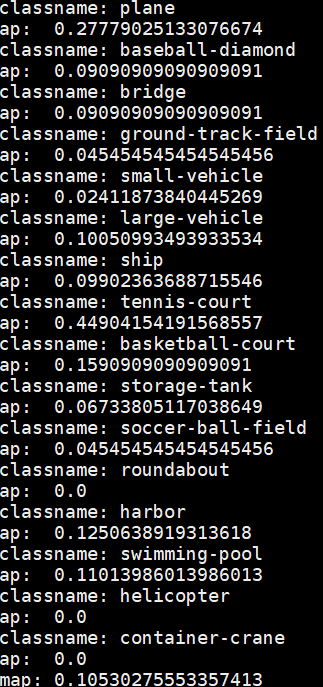 classname: plane
ap:  0.27779025133076674
classname: baseball-diamond
ap:  0.09090909090909091
classname: bridge
ap:  0.09090909090909091
classname: ground-track-field
ap:  0.045454545454545456
classname: small-vehicle
ap:  0.02411873840445269
classname: large-vehicle
ap:  0.10050993493933534
classname: ship
ap:  0.09902363688715546
classname: tennis-court
ap:  0.44904154191568557
classname: basketball-court
ap:  0.1590909090909091
classname: storage-tank
ap:  0.06733805117038649
classname: soccer-ball-field
ap:  0.045454545454545456
classname: roundabout
ap:  0.0
classname: harbor
ap:  0.1250638919313618
classname: swimming-pool
ap:  0.11013986013986013
classname: helicopter
ap:  0.0
classname: container-crane
ap:  0.0
map: 0.10530275553357413